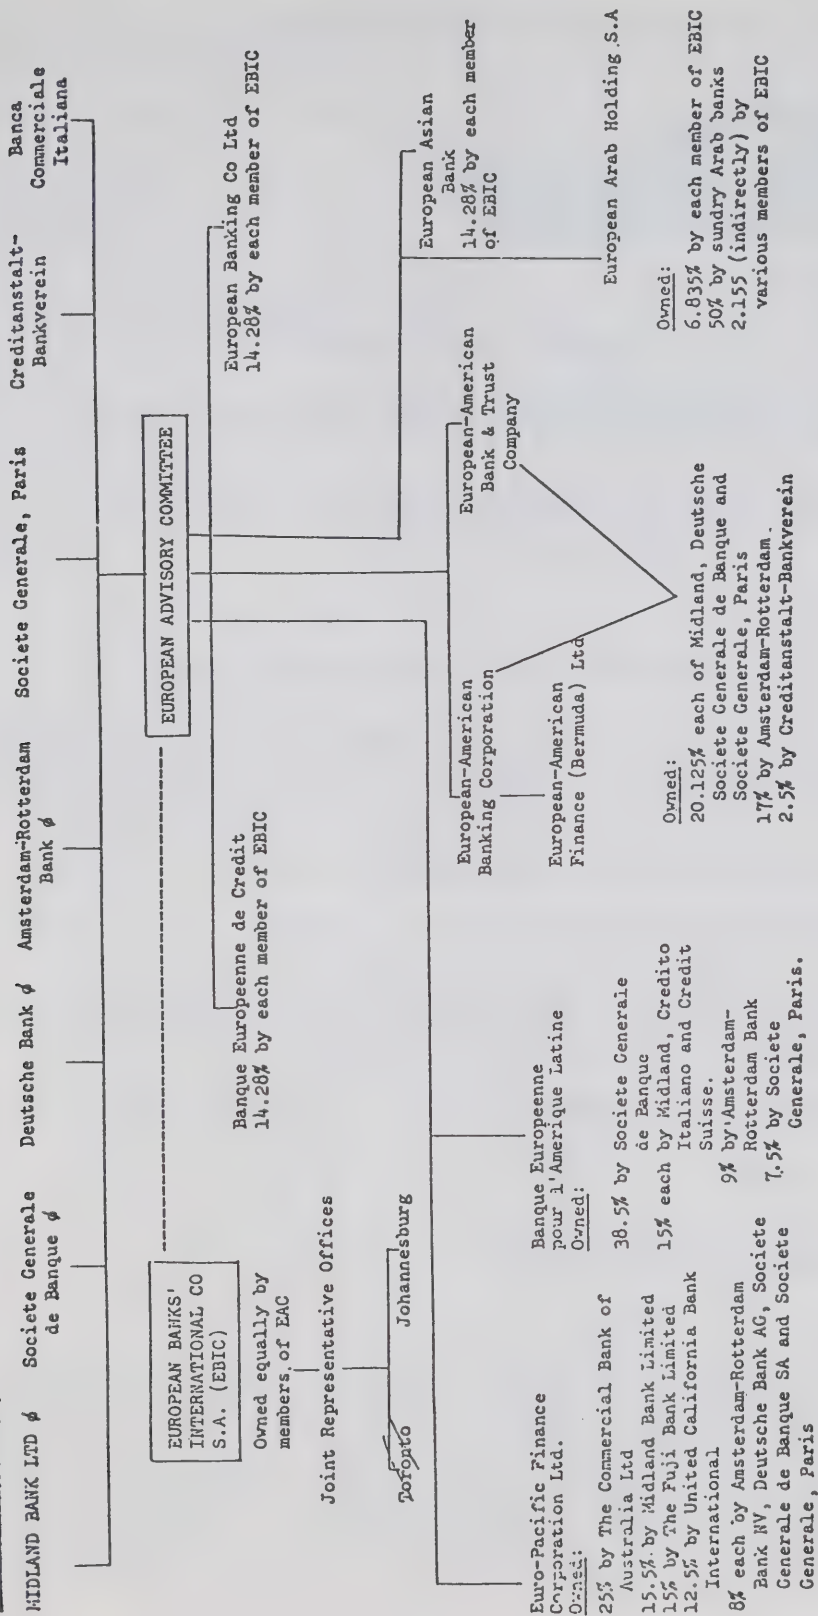 MIDLAND BANK LTD ∅
Societe Generale
de Banque ∅
Deutsche Bank ∅
Amsterdam-Rotterdam
Bank ∅
Societe Generale, Paris
Creditanstalt-
Bankverein
Banca
Commerciale
Italiana
EUROPEAN BANKS'
INTERNATIONAL CO
S.A. (EBIC)
EUROPEAN ADVISORY COMMITTEE
Owned equally by
members of EAC
Joint Representative Offices
Toronto
Johannesburg
Banque Europeenne de Credit
14.28% by each member of EBIC
European Banking Co Ltd
14.28% by each member of EBIC
Euro-Pacific Finance
Corporation Ltd.
Owned:
25% by The Commercial Bank of
Australia Ltd
15.5% by Midland Bank Limited
15% by The Fuji Bank Limited
12.5% by United California Bank
International
8% each by Amsterdam-Rotterdam
Bank NV, Deutsche Bank AG, Societe
Generale de Banque SA and Societe
Generale, Paris
Banque Europeenne
pour l'Amerique Latine
Owned:
38.5% by Societe Generale
de Banque
15% each by Midland, Credito
Italiano and Credit
Suisse.
9% by Amsterdam-
Rotterdam Bank
7.5% by Societe
Generale, Paris.
European-American
Banking Corporation
European-American
Finance (Bermuda) Ltd
European-American
Bank & Trust
Company
Owned:
20.125% each of Midland, Deutsche
Societe Generale de Banque and
Societe Generale, Paris
17% by Amsterdam-Rotterdam.
2.5% by Creditanstalt-Bankverein
European Asian
Bank
14.28% by each member
of EBIC
European Arab Holding S.A
Owned:
6.835% by each member of EBIC
50% by sundry Arab banks
2.155 (indirectly) by
various members of EBIC